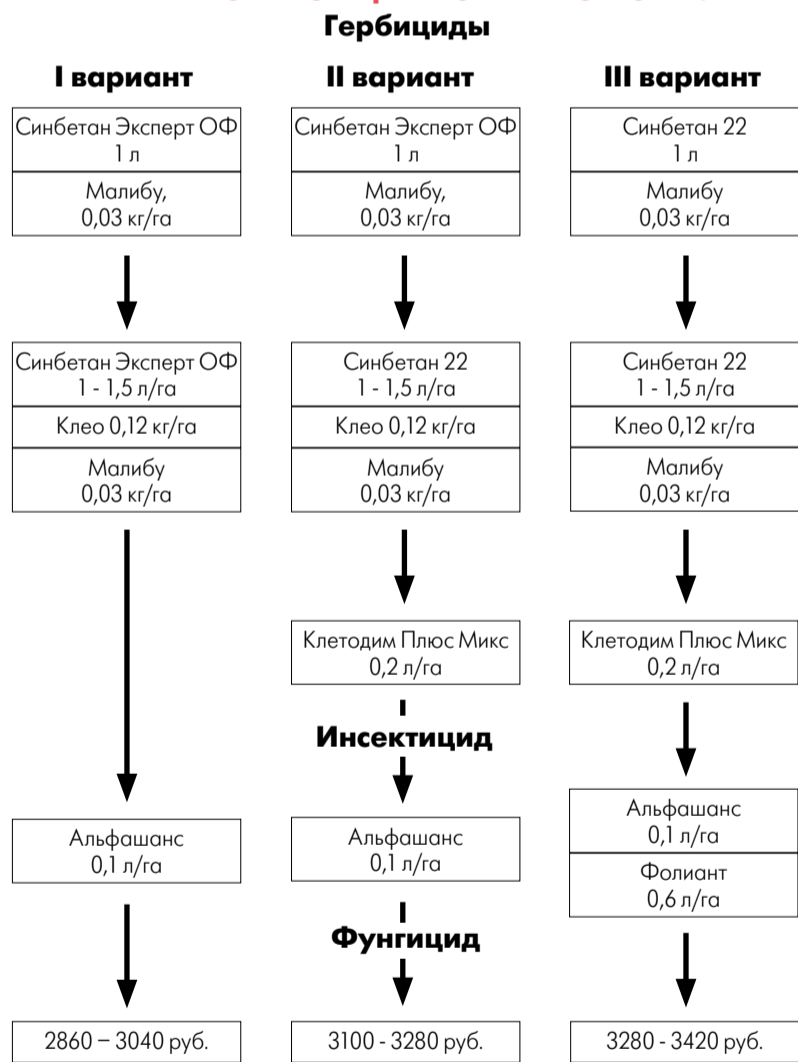 Гербициды
I вариант
II вариант
III вариант
Синбетан Эксперт ОФ
1 л
Малибу,
0,03 кг/га
Синбетан Эксперт ОФ
1 л
Малибу,
0,03 кг/га
Синбетан 22
1 л
Малибу
0,03 кг/га
Синбетан Эксперт ОФ
1 - 1,5 л/га
Клео 0,12 кг/га
Малибу
0,03 кг/га
Синбетан 22
1 - 1,5 л/га
Клео 0,12 кг/га
Малибу
0,03 кг/га
Синбетан 22
1 - 1,5 л/га
Клео 0,12 кг/га
Малибу
0,03 кг/га
Клетодим Плюс Микс
0,2 л/га
Клетодим Плюс Микс
0,2 л/га
Инсектицид
Альфашанс
0,1 л/га
Альфашанс
0,1 л/га
Альфашанс
0,1 л/га
Фолиант
0,6 л/га
Фунгицид
2860 – 3040 руб.
3100 - 3280 руб.
3280 - 3420 руб.